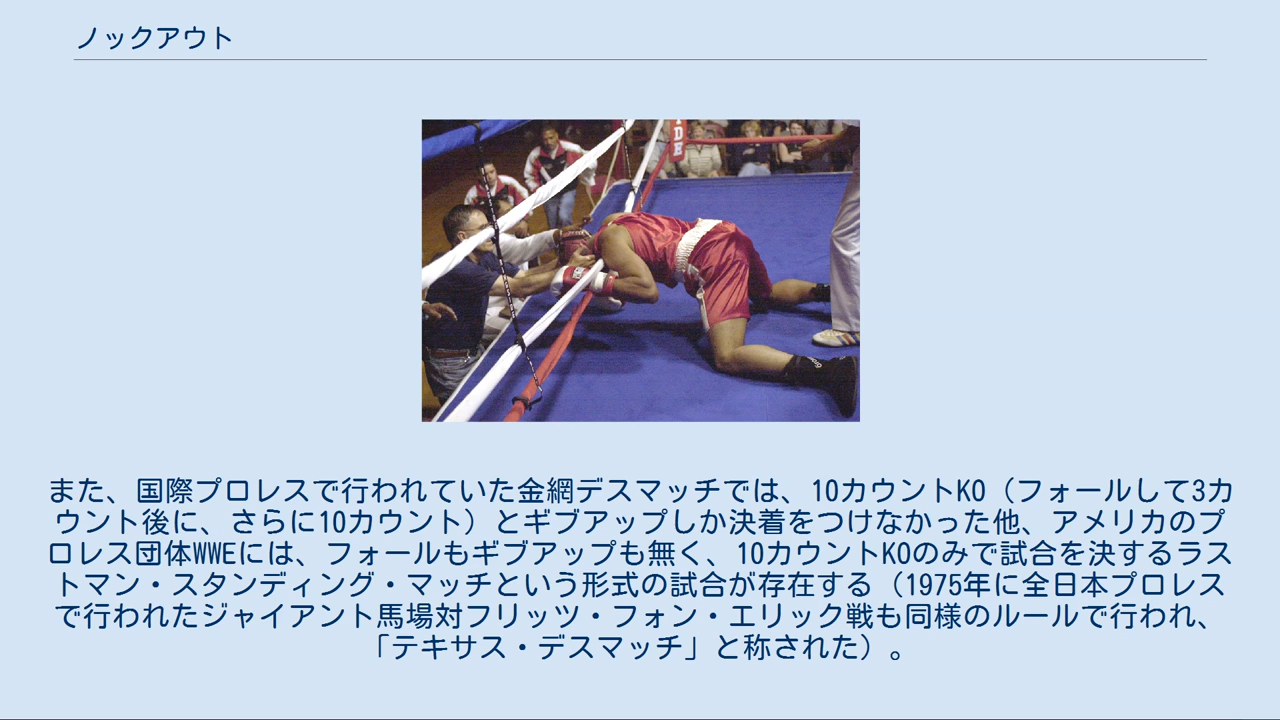 ノックアウト
DE
また、国際プロレスで行われていた金網デスマッチでは、10カウントKO（フォールして3カ
ウント後に、さらに10カウント）とギブアップしか決着をつけなかった他、アメリカのプ
ロレス団体WWEには、フォールもギブアップも無く、10カウントKOのみで試合を決するラス
トマン・スタンディング・マッチという形式の試合が存在する（1975年に全日本プロレス
で行われたジャイアント馬場対フリッツ・フォン・エリック戦も同様のルールで行われ、
「テキサス・デスマッチ」と称された）。